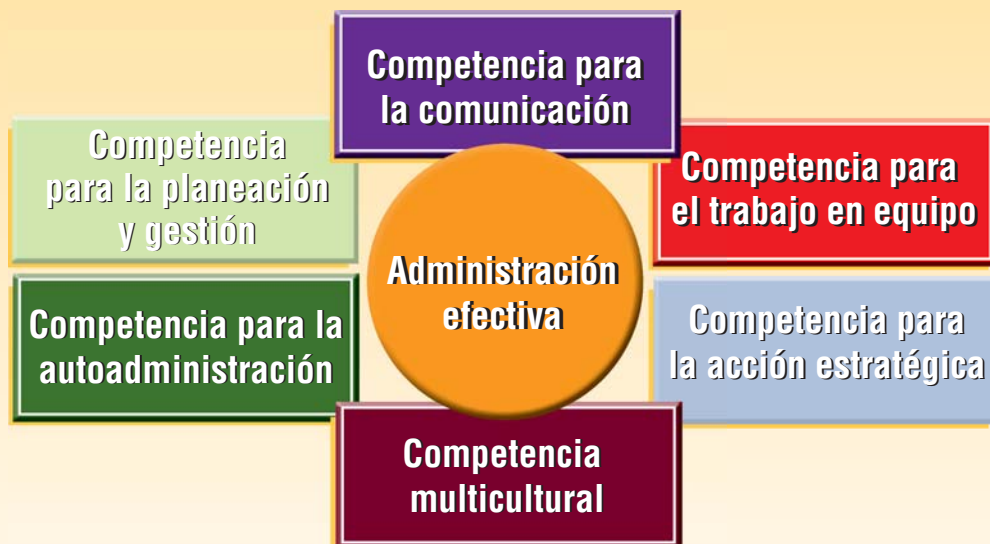 Competencia para
la comunicación
Competencia
para la planeación
y gestión
Competencia para
el trabajo en equipo
Administración
efectiva
Competencia para la
autoadministración
Competencia para
la acción estratégica
Competencia
multicultural